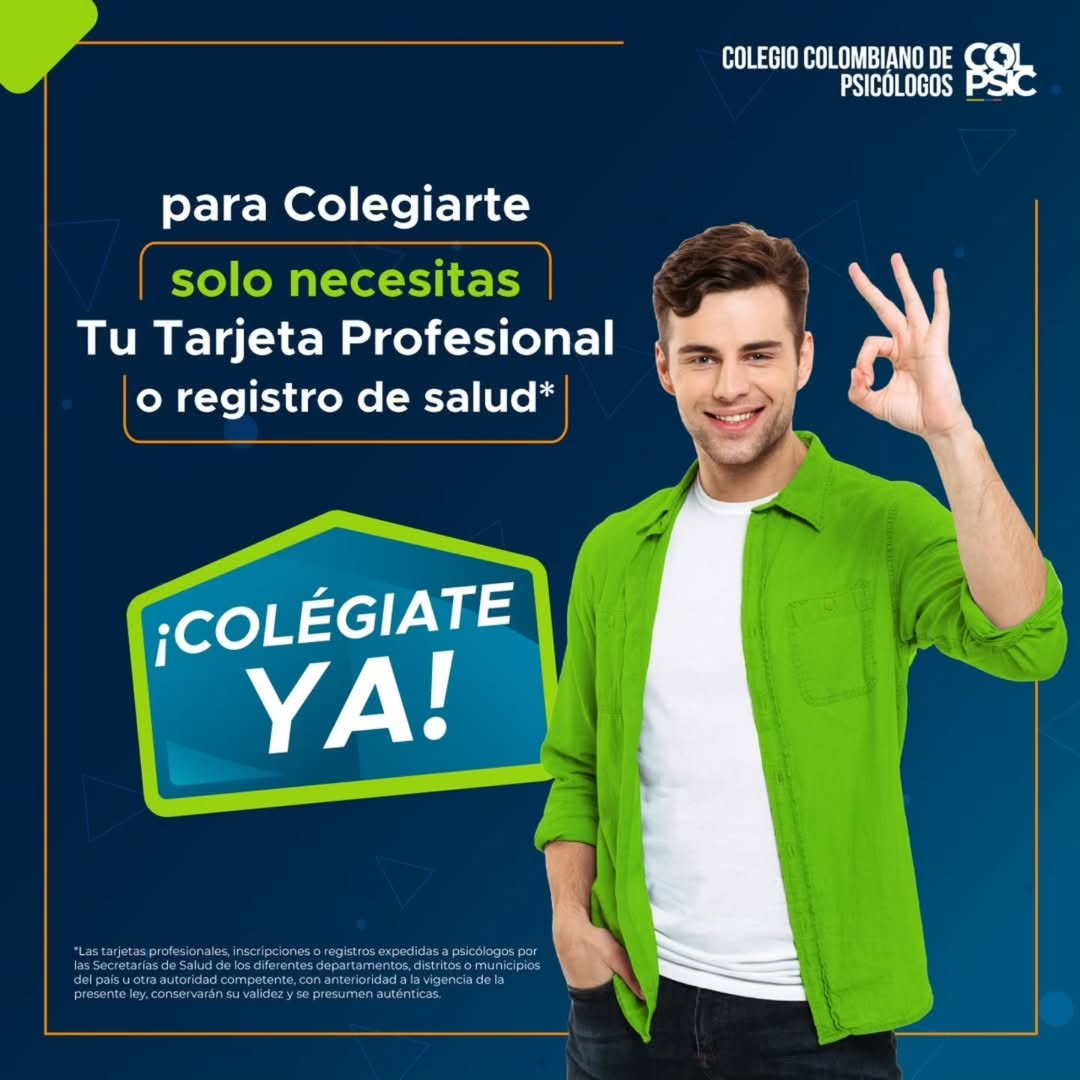 COLEGIO COLOMBIANO DE
PSICÓLOGOS
COL
PSIC
para Colegiarte
solo necesitas
Tu Tarjeta Profesional
o registro de salud*
¡COLÉGIATE
YA!
*Las tarjetas profesionales, inscripciones o registros expedidas a psicólogos por
las Secretarías de Salud de los diferentes departamentos, distritos o municipios
del país u otra autoridad competente, con anterioridad a la vigencia de la
presente ley, conservarán su validez y se presumen auténticas.